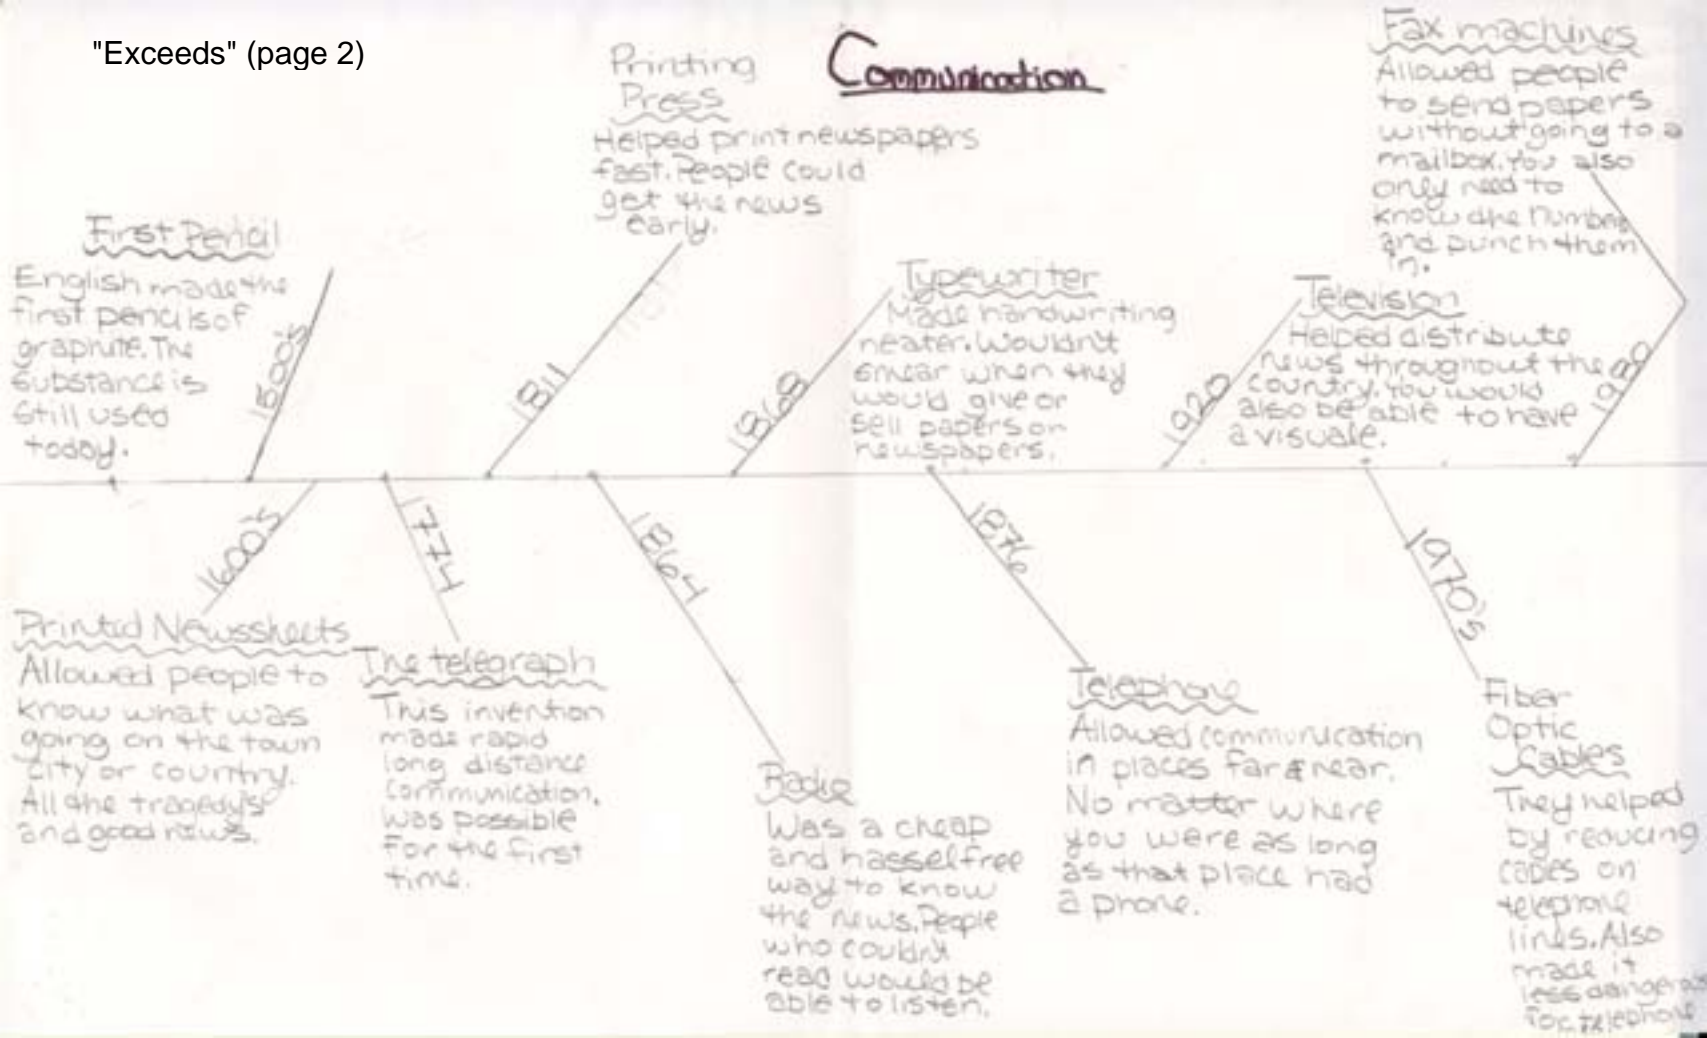 "Exceeds" (page 2)
Communication
First Pencil
English made the
first pencils of
graphite. The
substance is
still used
today.
1500's
Printing
Press
Helped print newspapers
fast. People could
get the news
early.
1811
Typewriter
Made handwriting
neater. Wouldn't
smear when they
would give or
sell papers or
newspapers.
1868
Television
Helped distribute
news throughout the
country. You would
also be able to have
a visuale.
1920
Fax machines
Allowed people
to send papers
without going to a
mailbox. You also
only need to
know the number
and punch them
in.
1980
1600's
Printed Newssheets
Allowed people to
know what was
going on the town
city or country.
All the tragedy's
and good news.
1774
The telegraph
This invention
made rapid
long distance
communication,
was possible
for the first
time.
1864
Radio
Was a cheap
and hasselfree
way to know
the news. People
who couldn't
read would be
able to listen.
1876
Telephone
Allowed communication
in places far & near.
No matter where
you were as long
as that place had
a phone.
1970's
Fiber
Optic
Cables
They helped
by reducing
cables on
telephone
lines. Also
made it
less dangerous
for telephone